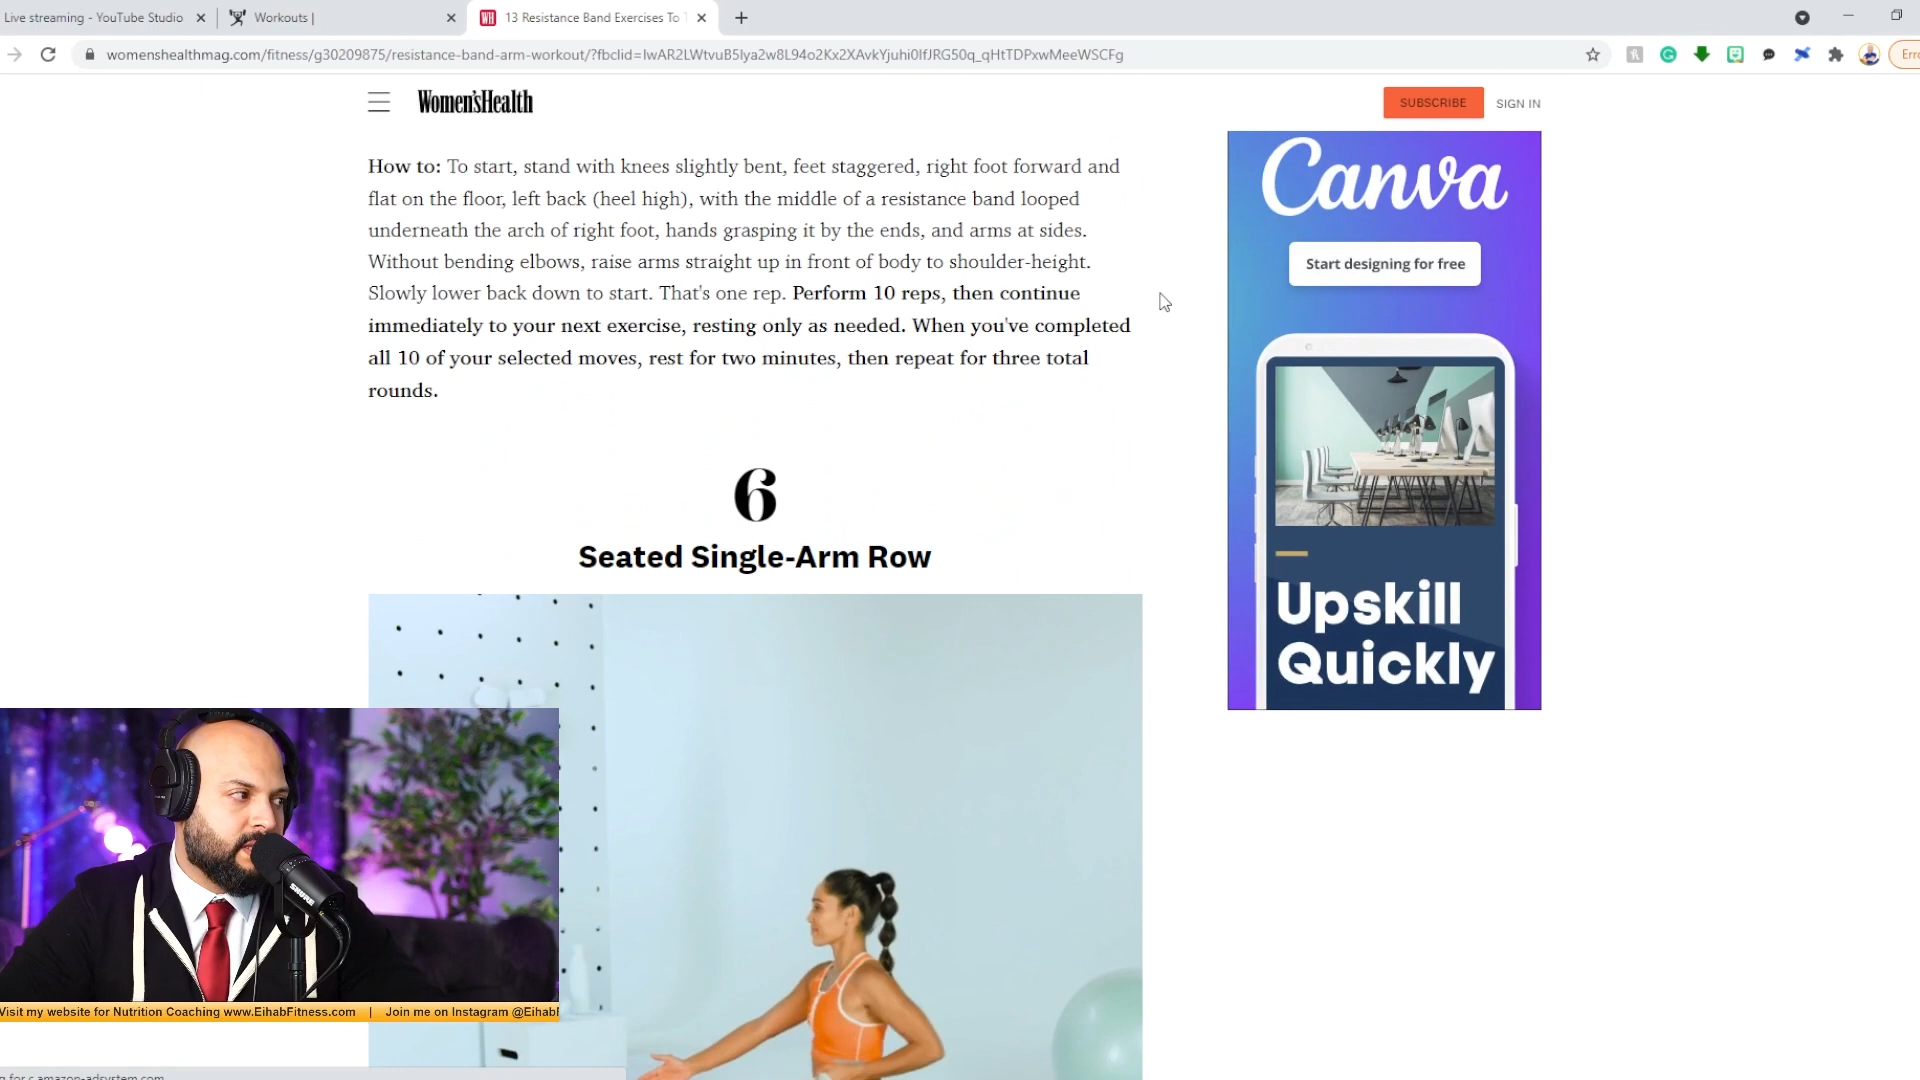 Live streaming - YouTube Studio
Workouts |
13 Resistance Band Exercises To T
womenshealthmag.com/fitness/g30209875/resistance-band-arm-workout/?fbclid=IwAR2LWtvuB5lya2w8L94o2Kx2XAvkYjuhi0lfJRG50q_qHtTDPxwMeeWSCFg
Erro
Women'sHealth
SUBSCRIBE
SIGN IN
How to: To start, stand with knees slightly bent, feet staggered, right foot forward and
flat on the floor, left back (heel high), with the middle of a resistance band looped
underneath the arch of right foot, hands grasping it by the ends, and arms at sides.
Without bending elbows, raise arms straight up in front of body to shoulder-height.
Slowly lower back down to start. That's one rep. Perform 10 reps, then continue
immediately to your next exercise, resting only as needed. When you've completed
all 10 of your selected moves, rest for two minutes, then repeat for three total
rounds.
6
Seated Single-Arm Row
Canva
Start designing for free
Upskill
Quickly
SHURE
Visit my website for Nutrition Coaching www.EihabFitness.com | Join me on Instagram @Eihabf
g for c.amazon-adsystem.com